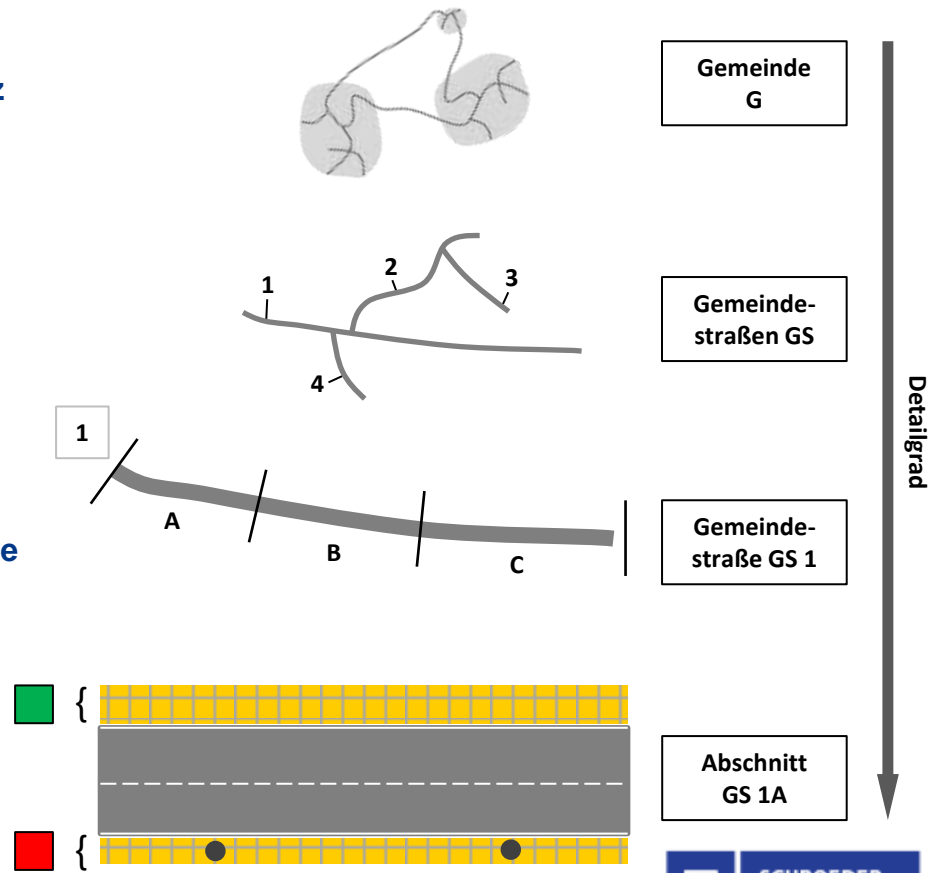 z
Gemeinde
G
1
2
3
4
Gemeinde-
straßen GS
Detailgrad
1
A
B
C
Gemeinde-
straße GS 1
e
{
Abschnitt
GS 1A
{